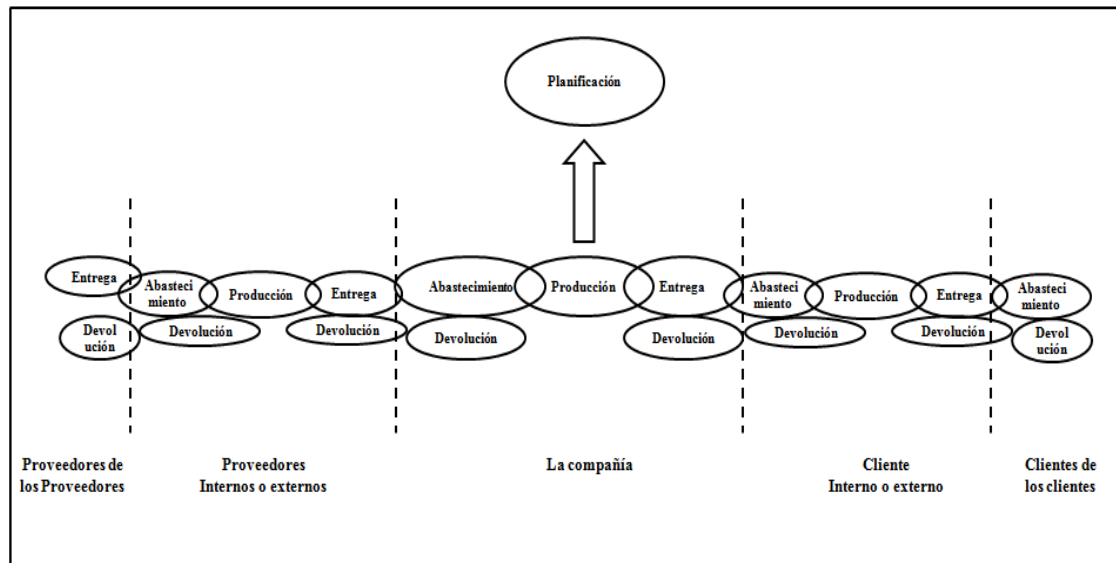 Planificación
Entrega
Abasteci
miento
Producción
Entrega
Abastecimiento
Producción
Entrega
Abasteci
miento
Producción
Entrega
Abasteci
miento
Devol
ución
Devolución
Devolución
Devolución
Devolución
Devolución
Devolución
Devol
ución
Proveedores de
los Proveedores
Proveedores
Internos o externos
La compañía
Cliente
Interno o externo
Clientes de
los clientes